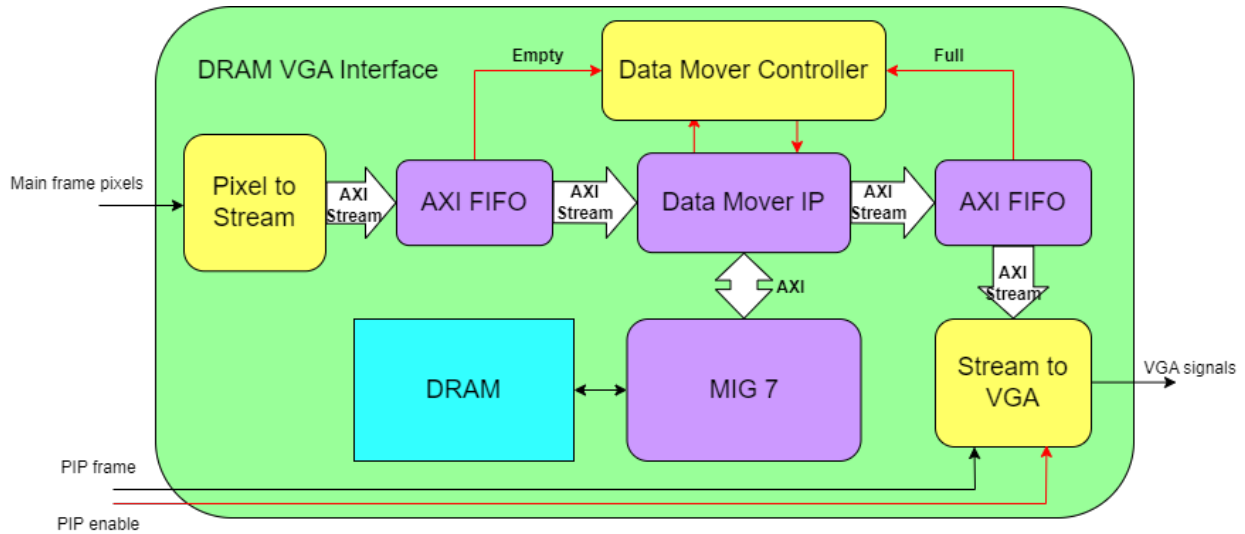 DRAM VGA Interface
Empty
Data Mover Controller
Full
Main frame pixels
Pixel to
Stream
AXI
Stream
AXI FIFO
AXI
Stream
Data Mover IP
AXI
Stream
AXI FIFO
AXI
AXI
Stream
DRAM
MIG 7
Stream to
VGA
VGA signals
PIP frame
PIP enable